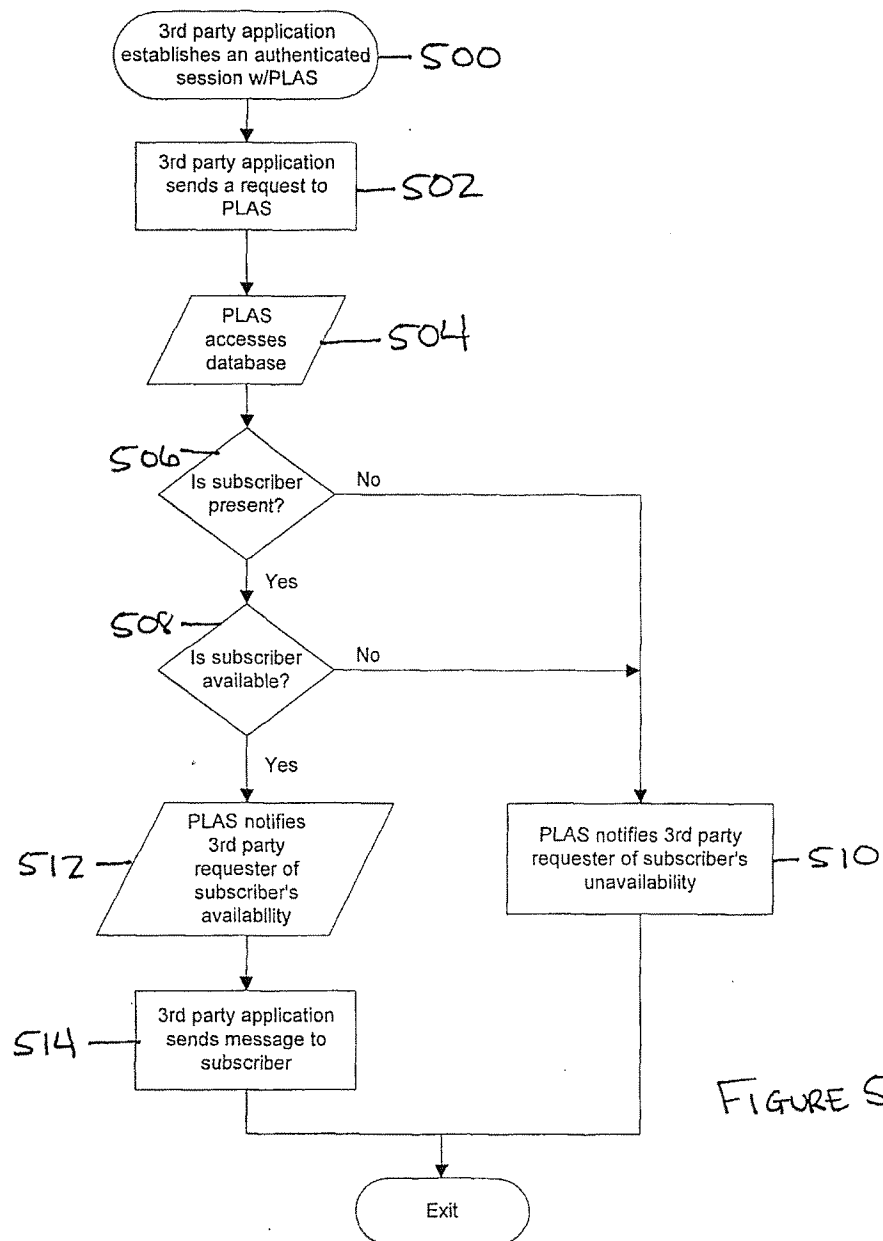 3rd party application
establishes an authenticated
session w/PLAS
500
3rd party application
sends a request to
PLAS
502
PLAS
accesses
database
504
506
Is subscriber
present?
No
Yes
508
Is subscriber
available?
No
Yes
512
PLAS notifies
3rd party
requester of
subscriber's
availability
PLAS notifies 3rd party
requester of subscriber's
unavailability
510
514
3rd party application
sends message to
subscriber
FIGURE 5
Exit